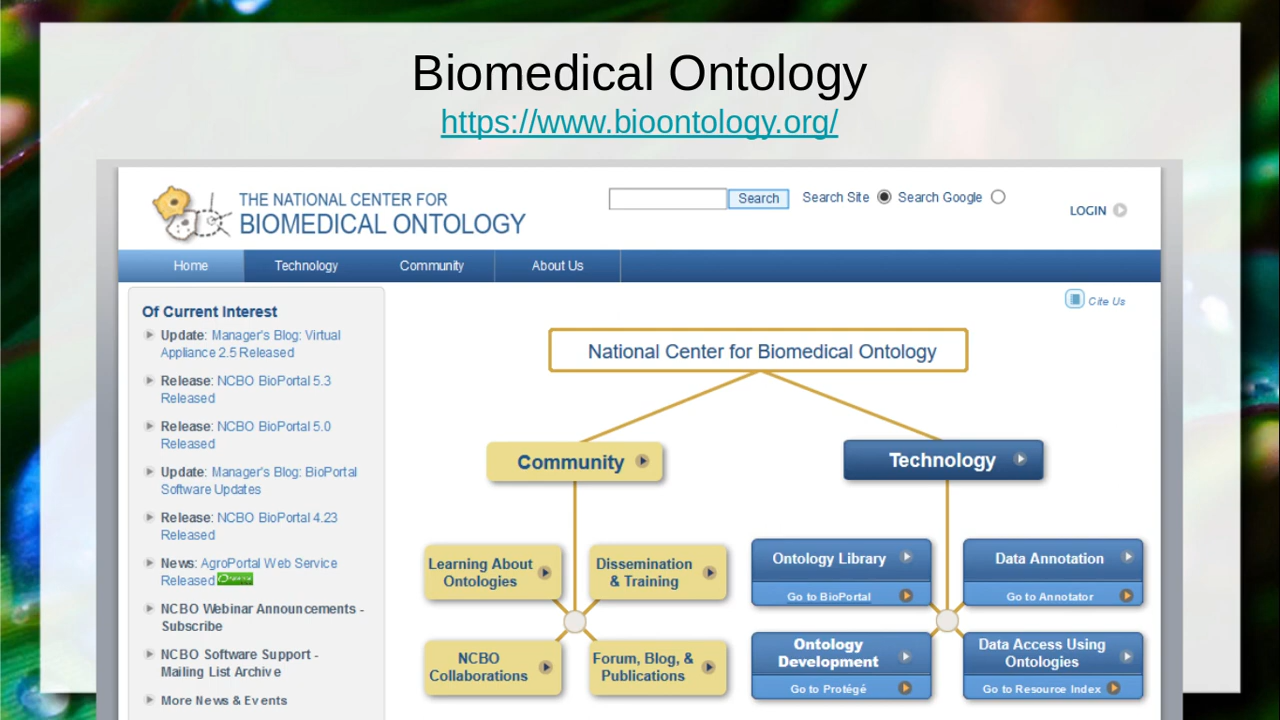 Biomedical Ontology
https://www.bioontology.org/
THE NATIONAL CENTER FOR
BIOMEDICAL ONTOLOGY
Search
Search Site
Search Google
LOGIN
Home
Technology
Community
About Us
Of Current Interest
Update: Manager's Blog: Virtual
Appliance 2.5 Released
Release: NCBO BioPortal 5.3
Released
Release: NCBO BioPortal 5.0
Released
Update: Manager's Blog: BioPortal
Software Updates
Release: NCBO BioPortal 4.23
Released
News: AgroPortal Web Service
Released
NCBO Webinar Announcements -
Subscribe
NCBO Software Support -
Mailing List Archive
More News & Events
Cite Us
National Center for Biomedical Ontology
Community
Technology
Learning About
Ontologies
Dissemination
& Training
NCBO
Collaborations
Forum, Blog, &
Publications
Ontology Library
Go to BioPortal
Data Annotation
Go to Annotator
Ontology
Development
Go to Protégé
Data Access Using
Ontologies
Go to Resource Index